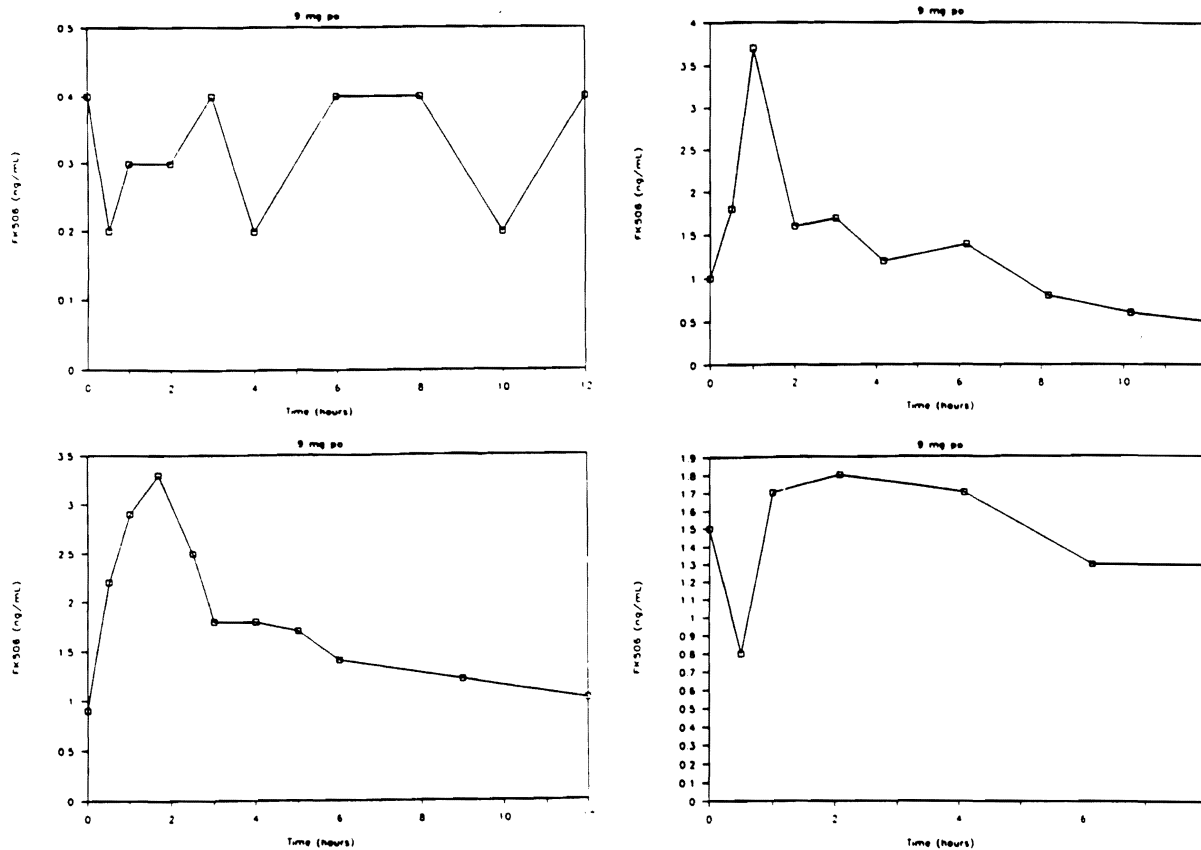 9 mg po
0.5
0.4
0.3
0.2
0.1
0
FK506 (ng/mL)
0 2 4 6 8 10 12
Time (hours)
9 mg po
4
3.5
3
2.5
2
1.5
1
0.5
0
FK506 (ng/mL)
0 2 4 6 8 10
Time (hours)
9 mg po
3.5
3
2.5
2
1.5
1
0.5
0
FK506 (ng/mL)
0 2 4 6 8 10
Time (hours)
9 mg po
1.9
1.8
1.7
1.6
1.5
1.4
1.3
1.2
1.1
1
0.9
0.8
0.7
0.6
0.5
0.4
0.3
0.2
0.1
0
FK506 (ng/mL)
0 2 4 6
Time (hours)